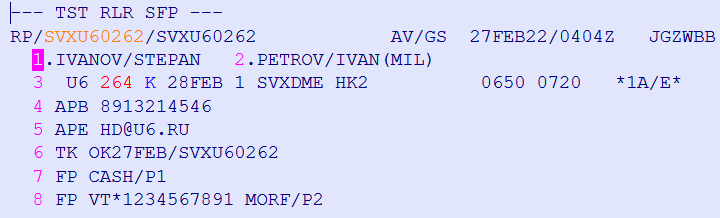 --- TST RLR SFP ---
RP/SVXU60262/SVXU60262 AV/GS 27FEB22/0404Z JGZWBB
1.IVANOV/STEPAN 2.PETROV/IVAN(MIL)
3 U6 264 K 28FEB 1 SVXDME HK2 0650 0720 *1A/E*
4 APB 8913214546
5 APE HD@U6.RU
6 TK OK27FEB/SVXU60262
7 FP CASH/P1
8 FP VT*1234567891 MORF/P2